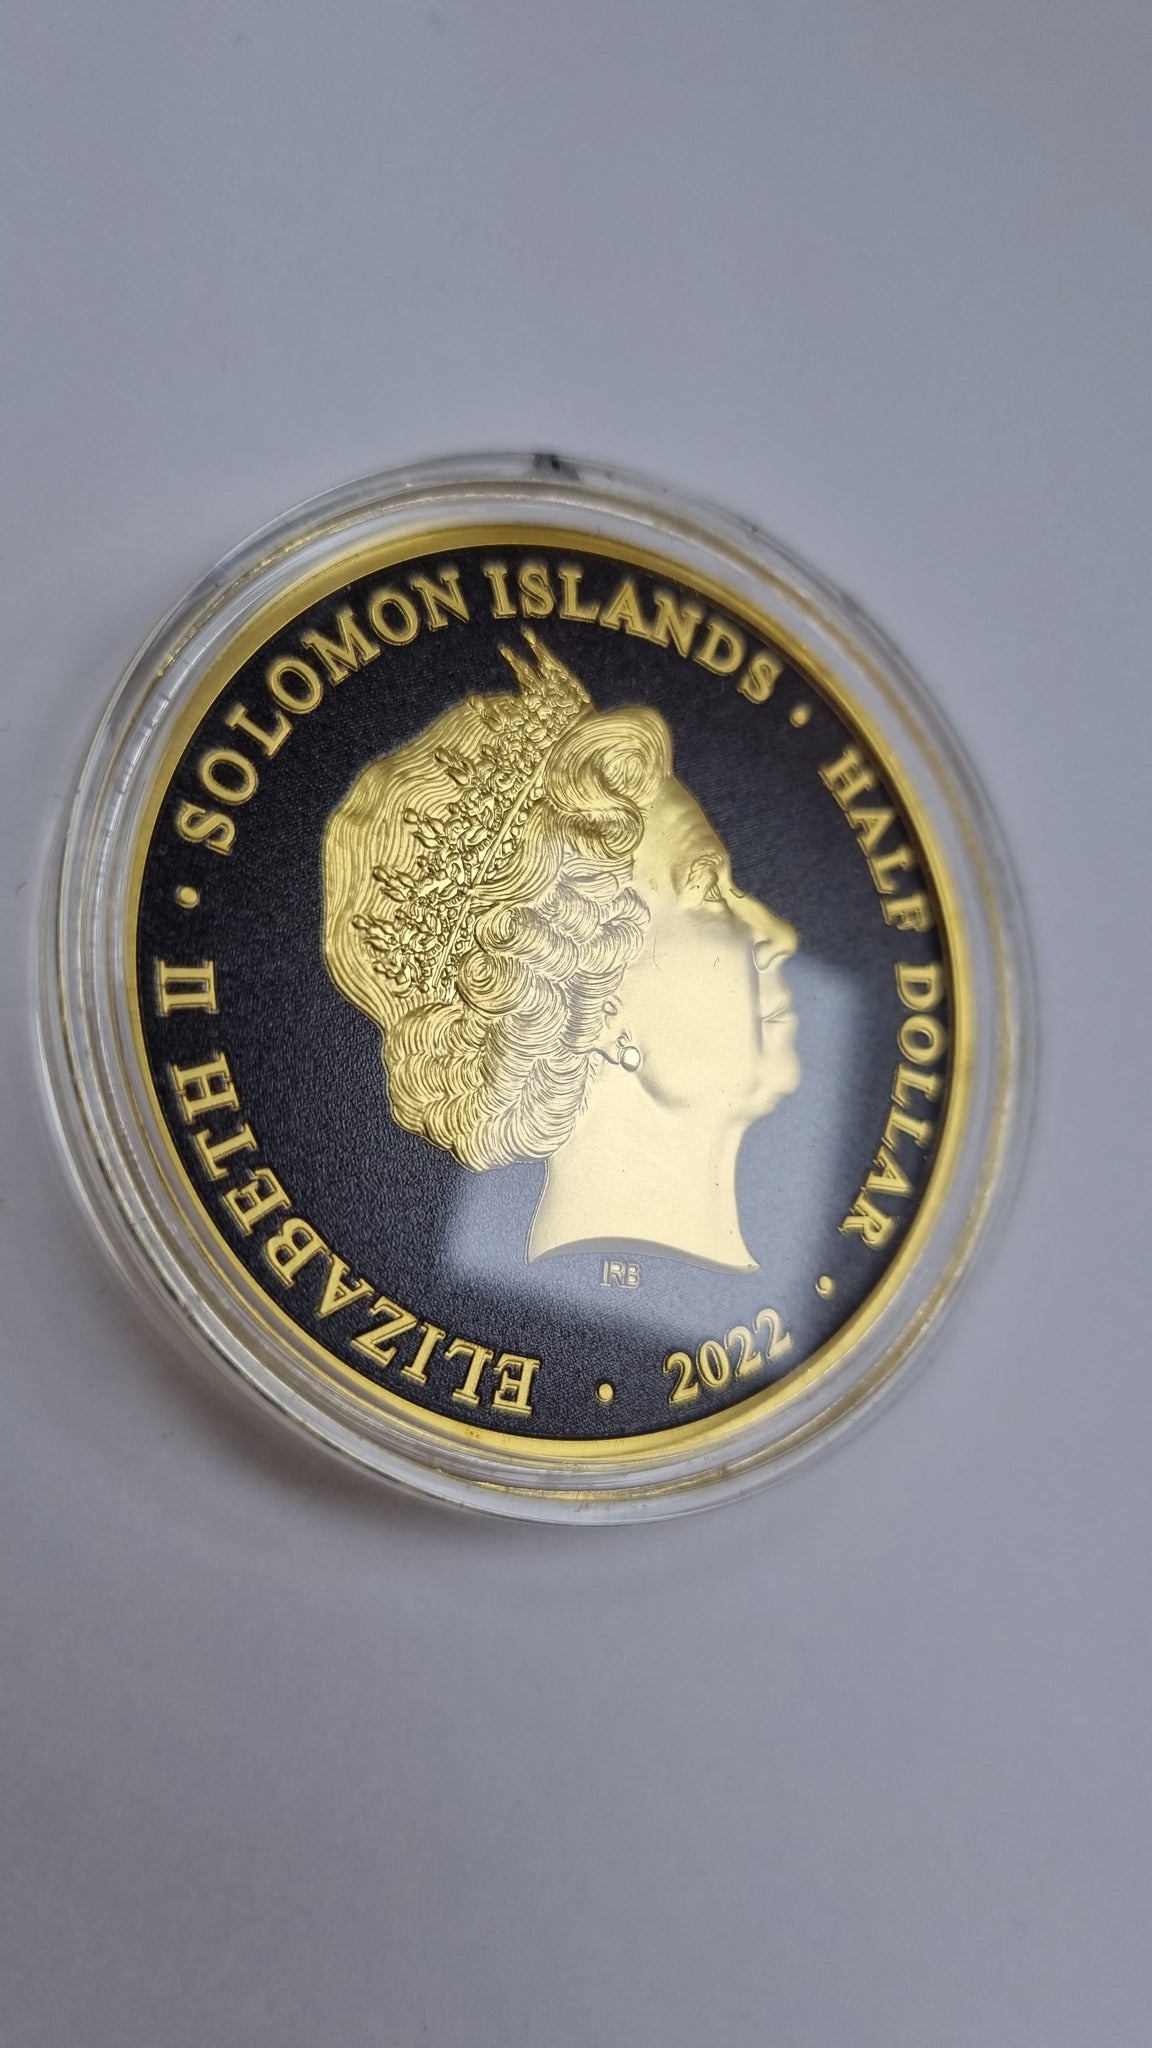 ELIZABETH II · SOLOMON ISLANDS · HALF DOLLAR · 2022 ·
IRB